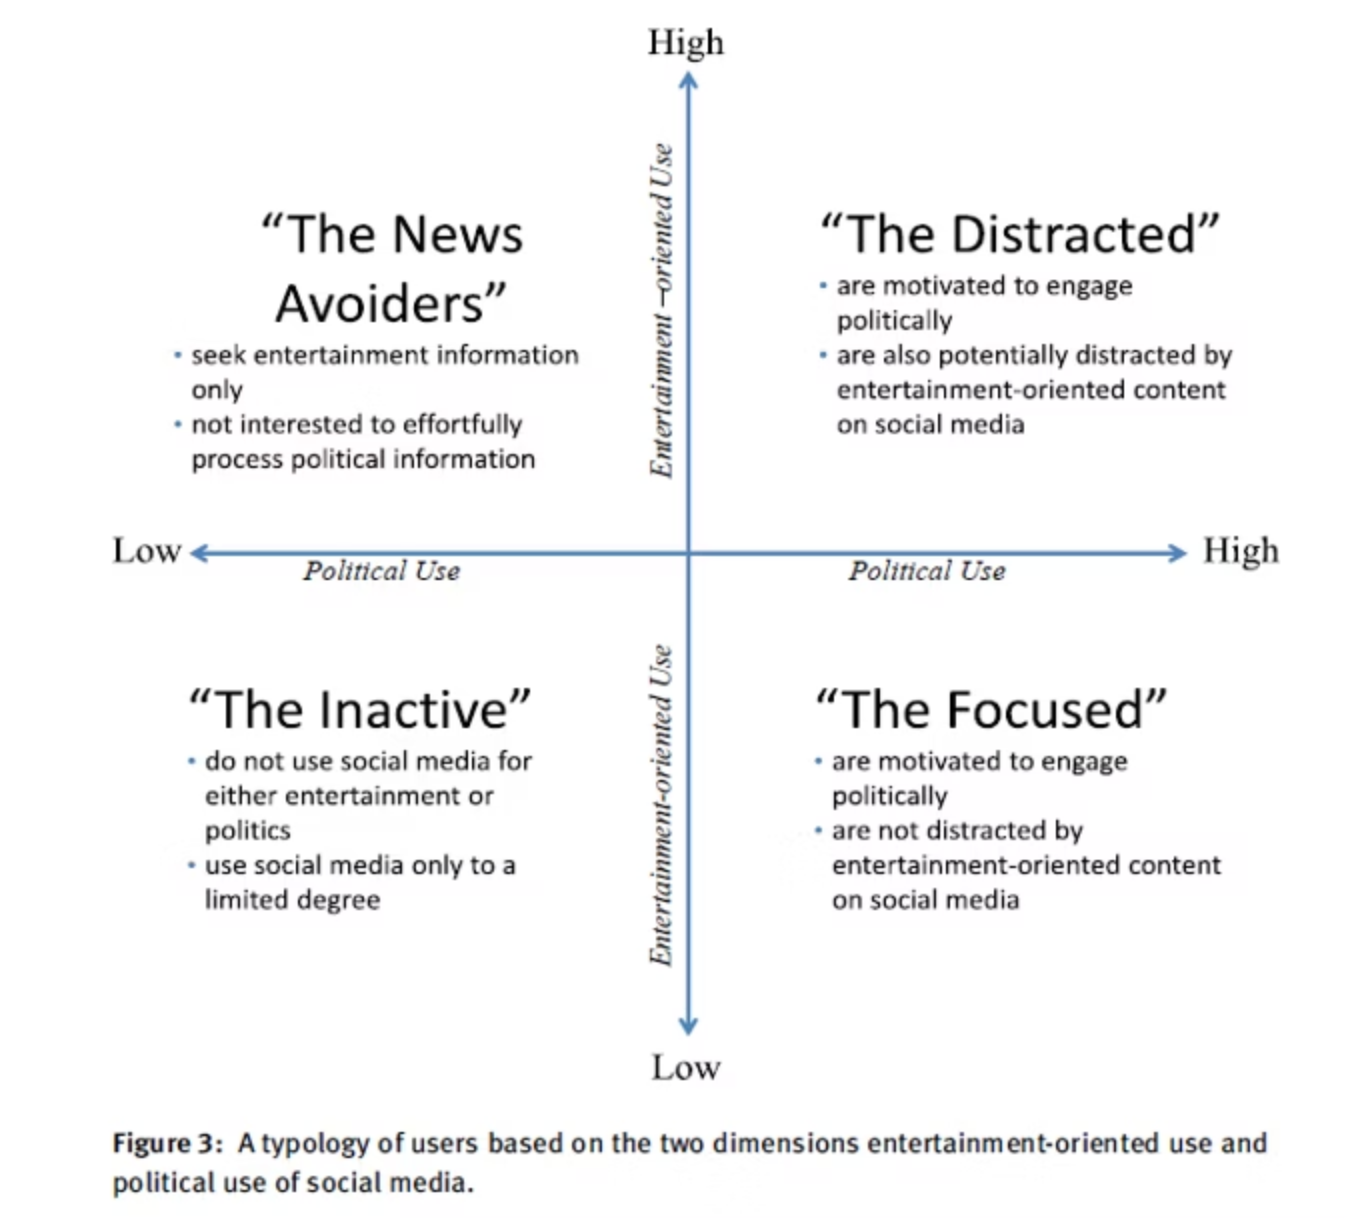 High
Entertainment –oriented Use
“The News
Avoiders”
• seek entertainment information
only
• not interested to effortfully
process political information
“The Distracted”
• are motivated to engage
politically
• are also potentially distracted by
entertainment-oriented content
on social media
Low
Political Use
Political Use
High
Entertainment-oriented Use
“The Inactive”
• do not use social media for
either entertainment or
politics
• use social media only to a
limited degree
“The Focused”
• are motivated to engage
politically
• are not distracted by
entertainment-oriented content
on social media
Low
Figure 3: A typology of users based on the two dimensions entertainment-oriented use and
political use of social media.